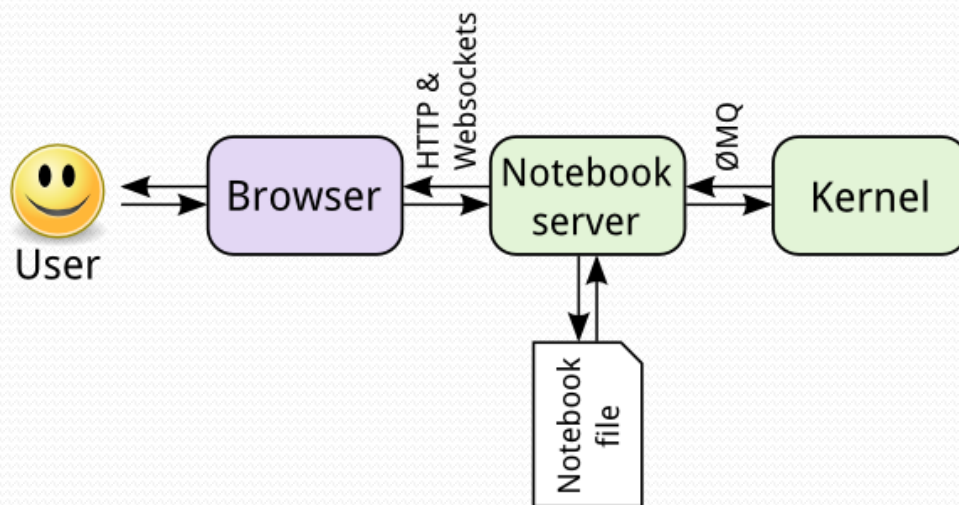 User
Browser
HTTP &
Websockets
Notebook
server
ØMQ
Kernel
Notebook
file